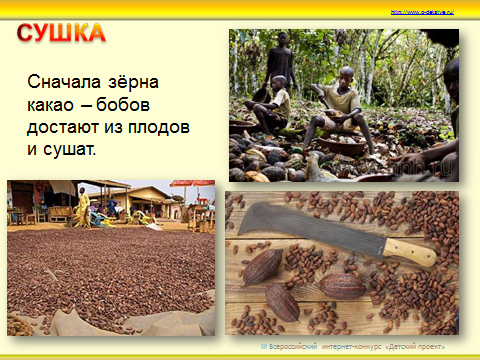 http://www.o-detstve.ru/
СУШКА
Сначала зёрна
какао – бобов
достают из плодов
и сушат.
III Всероссийский интернет-конкурс «Детский проект»